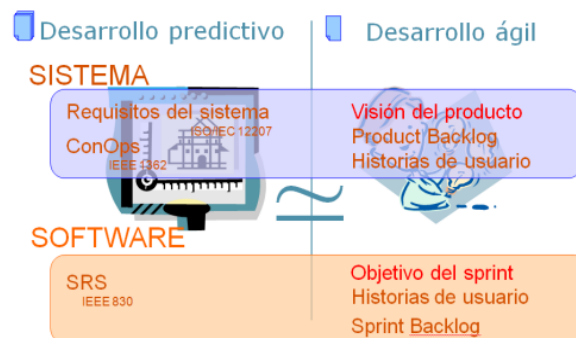 Desarrollo predictivo
Desarrollo ágil
SISTEMA
Requisitos del sistema
ISO/IEC 12207
ConOps
IEEE 1362
Visión del producto
Product Backlog
Historias de usuario
≃
SOFTWARE
SRS
IEEE 830
Objetivo del sprint
Historias de usuario
Sprint Backlog